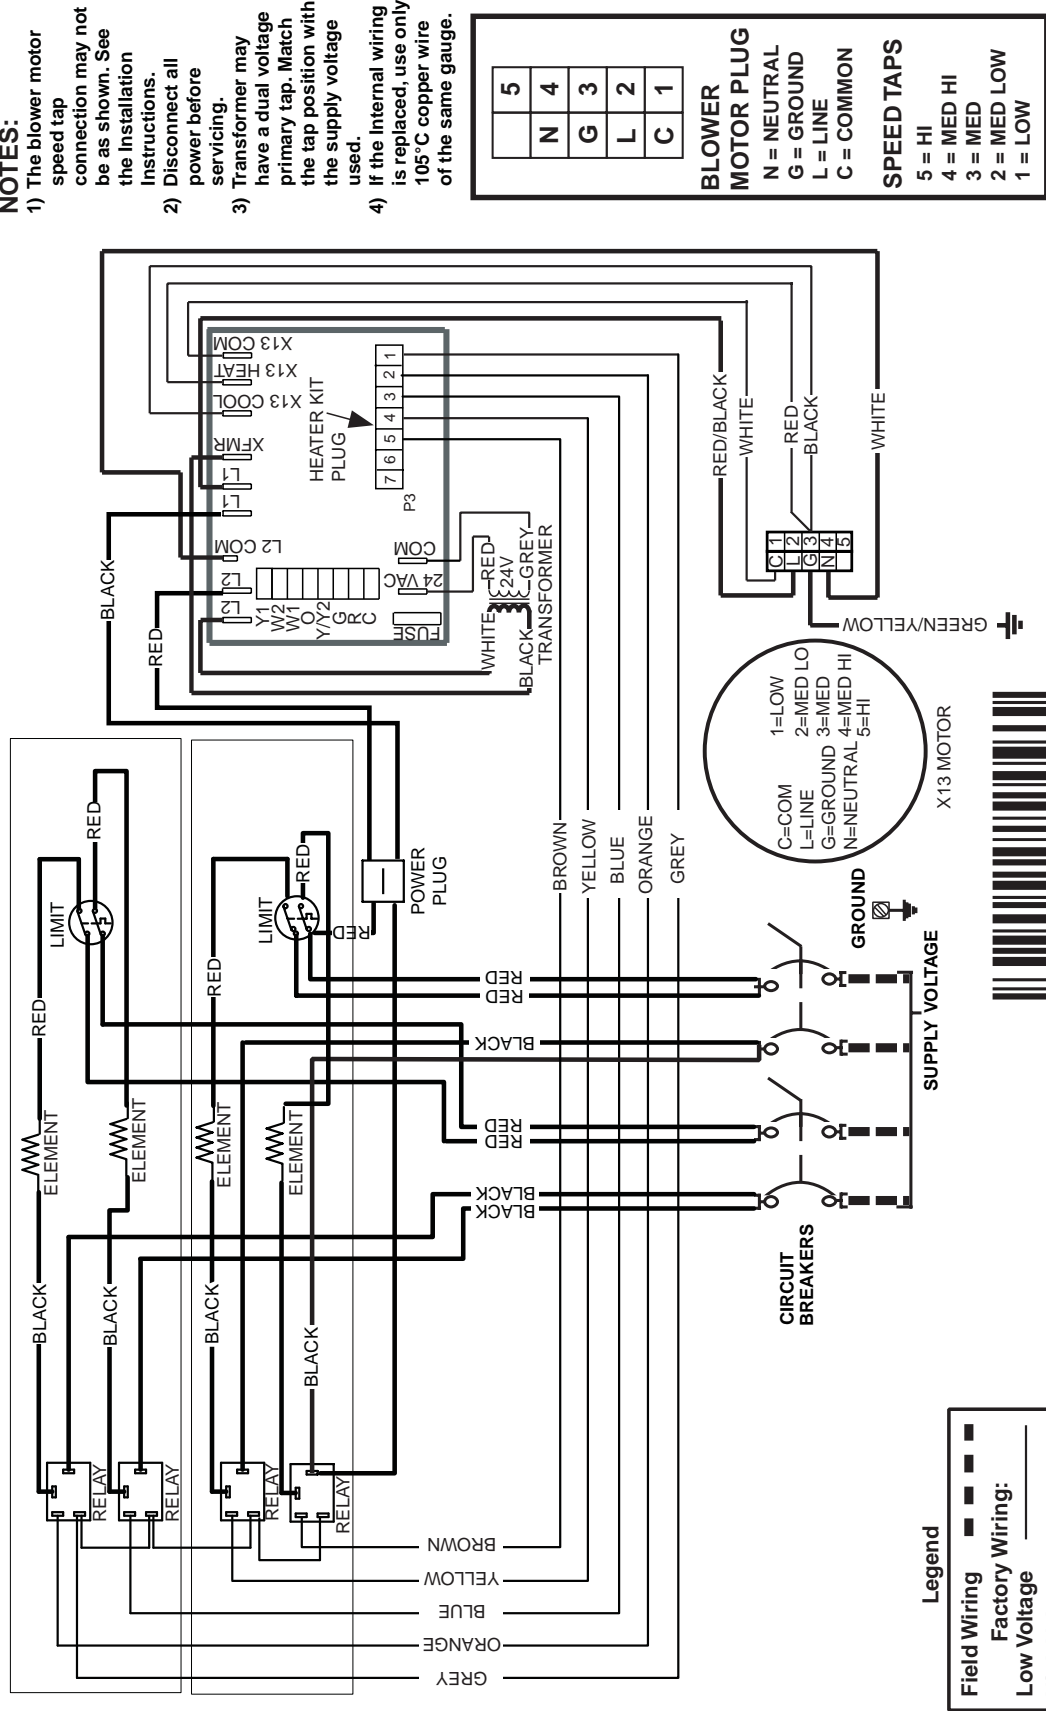 NOTES:
1) The blower motor
speed tap
connection may not
be as shown. See
the Installation
Instructions.
2) Disconnect all
power before
servicing.
3) Transformer may
have a dual voltage
primary tap. Match
the tap position with
the supply voltage
used.
4) If the Internal wiring
is replaced, use only
105°C copper wire
of the same gauge.
5
N 4
G 3
L 2
C 1
BLOWER
MOTOR PLUG
N = NEUTRAL
G = GROUND
L = LINE
C = COMMON
SPEED TAPS
5 = HI
4 = MED HI
3 = MED
2 = MED LOW
1 = LOW
X13 COM
X13 HEAT
X13 COOL
XFMR
L1
L1
L2 COM
L2
L2
HEATER KIT
PLUG
7 6 5 4 3 2 1
P3
Y1
W2
W1
O
Y/Y2
G
R
C
COM
24 VAC
FUSE
BLACK
RED
WHITE
BLACK
RED
24V
GREY
TRANSFORMER
RED/BLACK
WHITE
RED
BLACK
WHITE
C 1
L 2
G 3
N 4
5
GREEN/YELLOW
C=COM
L=LINE
G=GROUND
N=NEUTRAL
1=LOW
2=MED LO
3=MED
4=MED HI
5=HI
X13 MOTOR
LIMIT
RED
RED
ELEMENT
ELEMENT
BLACK
BLACK
RELAY
RELAY
LIMIT
RED
RED
RED
ELEMENT
ELEMENT
BLACK
BLACK
RELAY
RELAY
POWER
PLUG
BROWN
YELLOW
BLUE
ORANGE
GREY
RED
RED
BLACK
RED
RED
BLACK
BLACK
BROWN
YELLOW
BLUE
ORANGE
GREY
GROUND
SUPPLY VOLTAGE
CIRCUIT
BREAKERS
Legend
Field Wiring
Factory Wiring:
Low Voltage